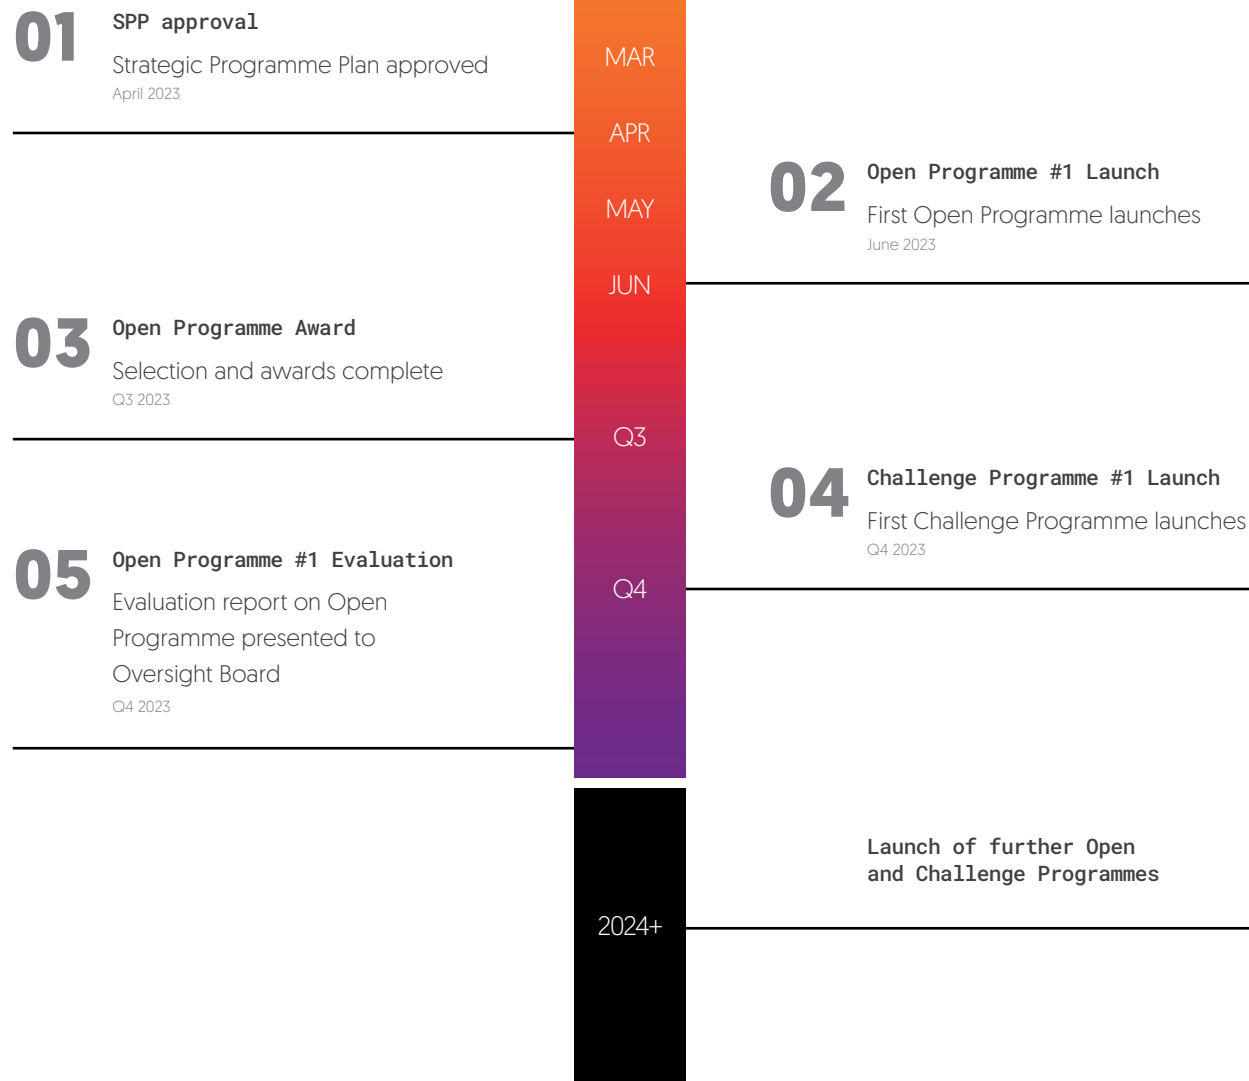 01
SPP approval
Strategic Programme Plan approved
April 2023
MAR
APR
02
Open Programme #1 Launch
First Open Programme launches
June 2023
MAY
JUN
03
Open Programme Award
Selection and awards complete
Q3 2023
Q3
04
Challenge Programme #1 Launch
First Challenge Programme launches
Q4 2023
Q4
05
Open Programme #1 Evaluation
Evaluation report on Open
Programme presented to
Oversight Board
Q4 2023
Launch of further Open
and Challenge Programmes
2024+